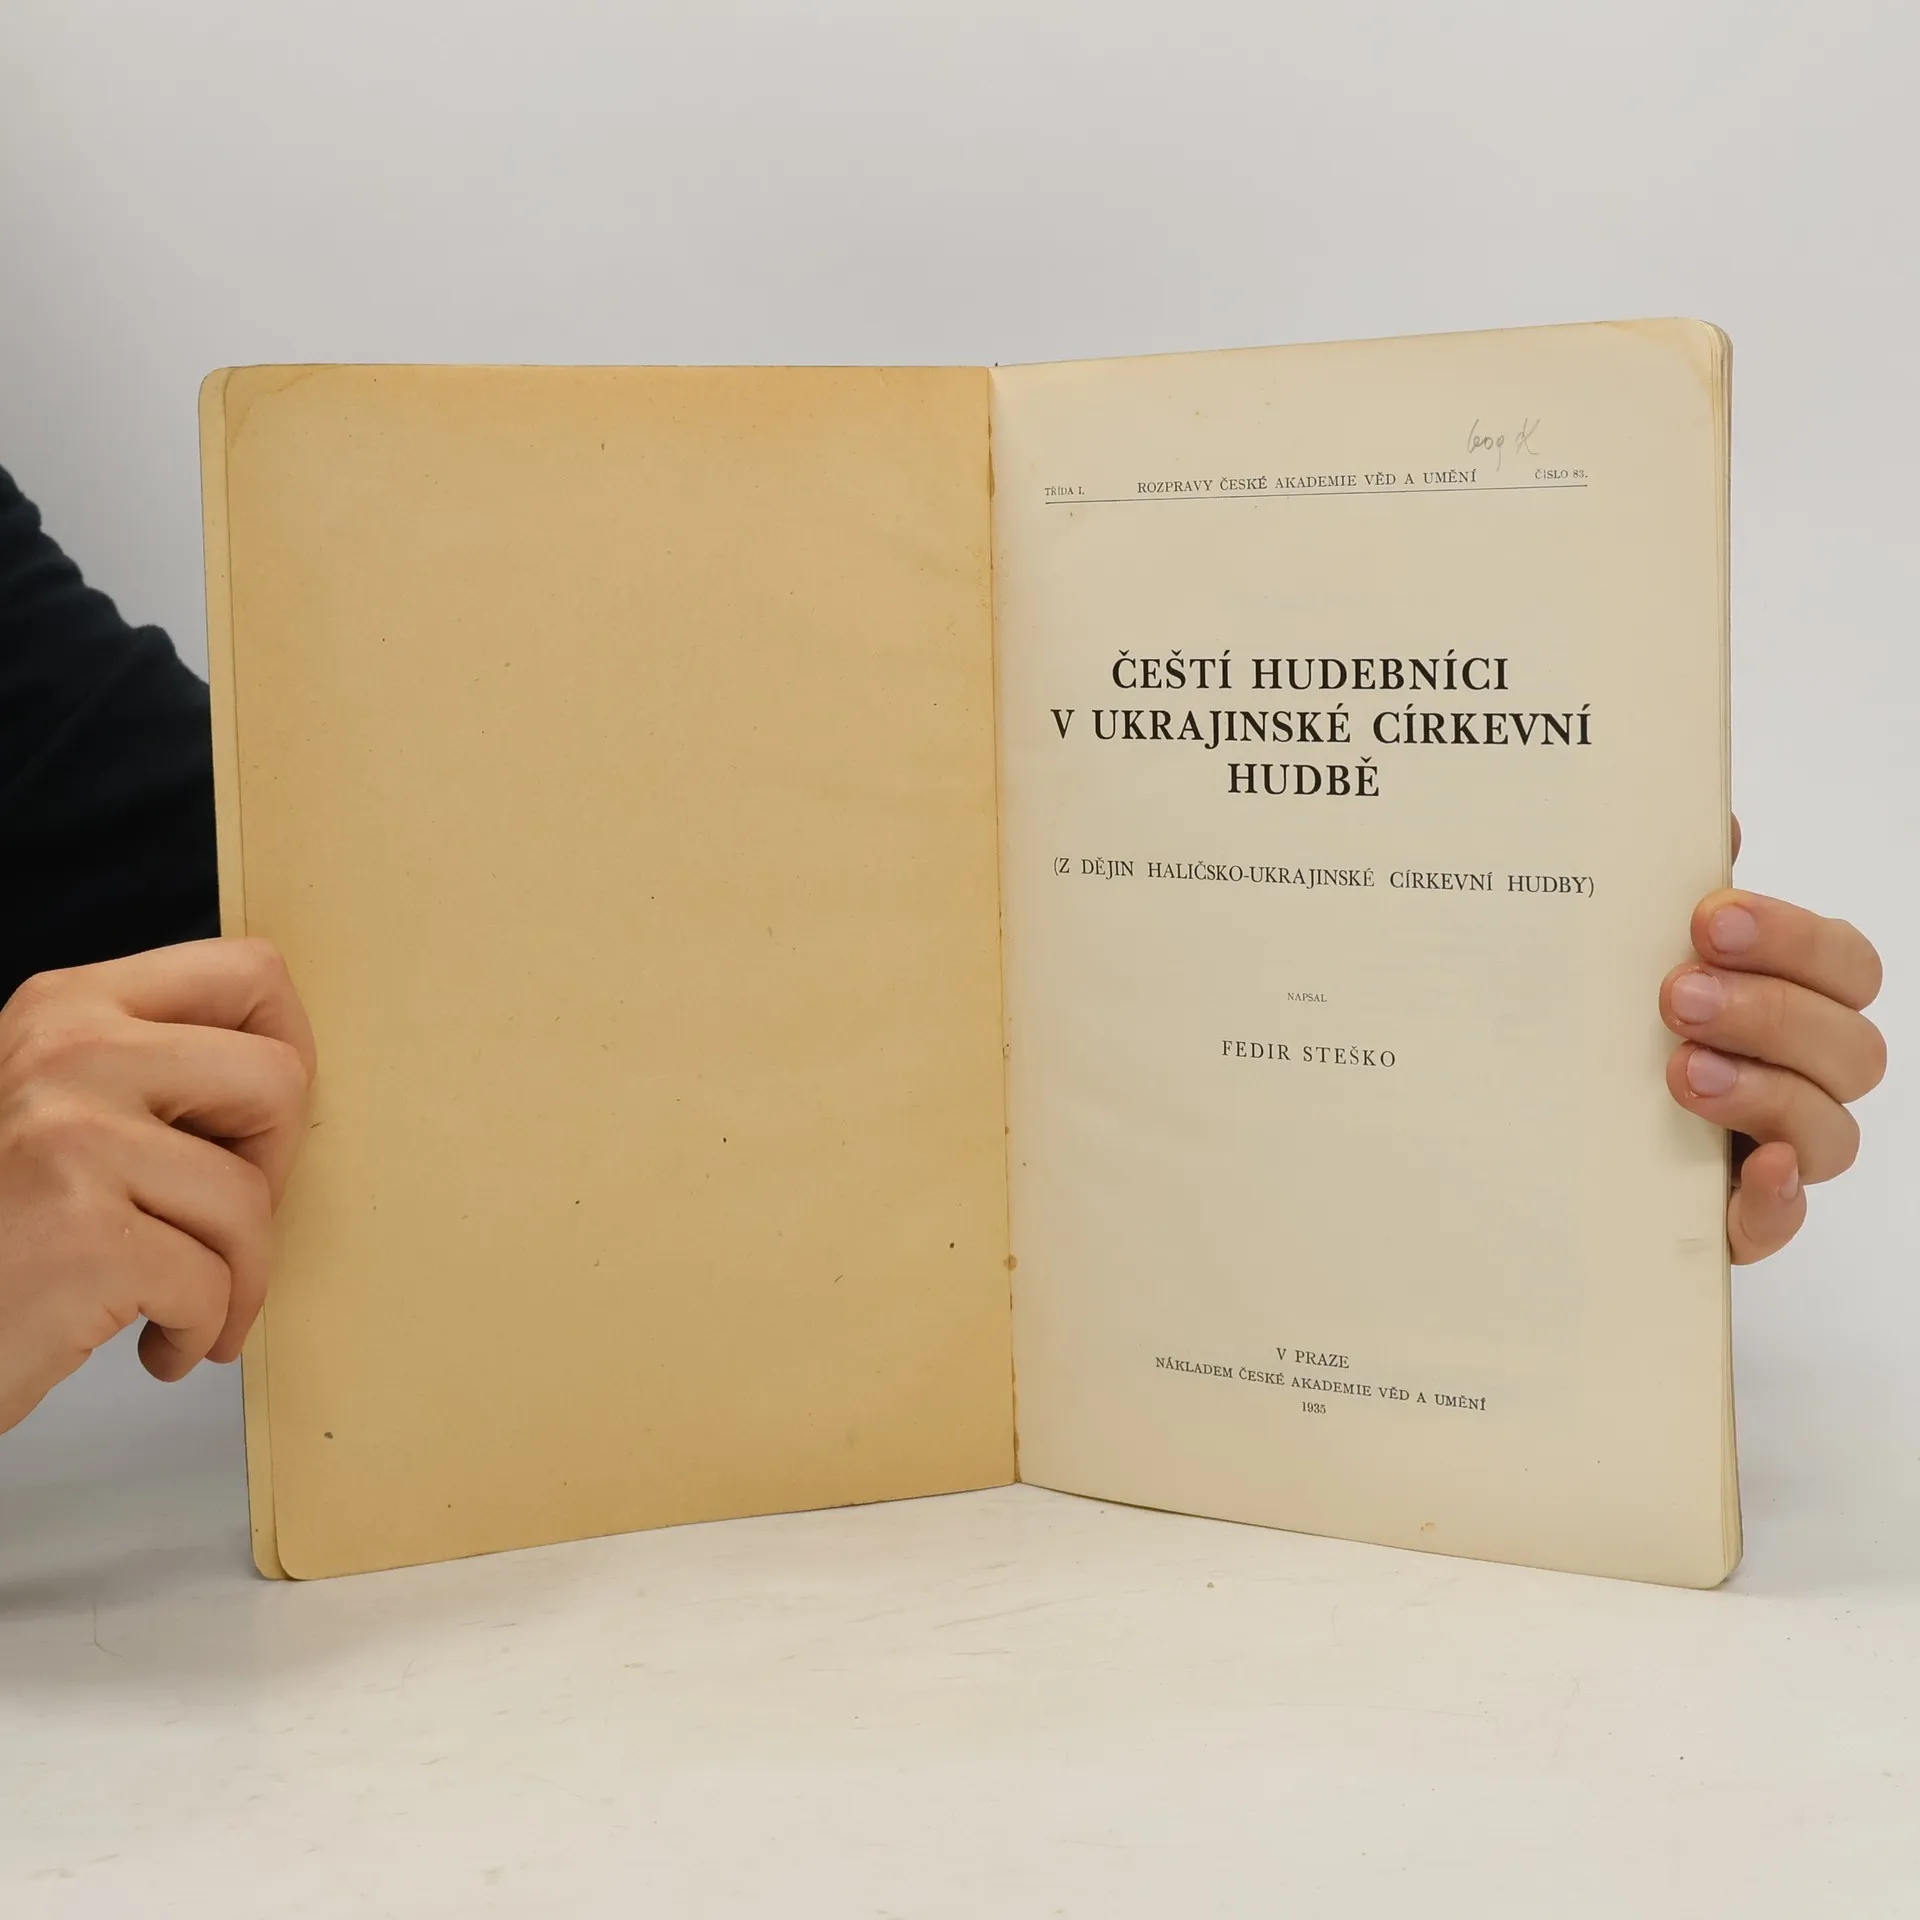 TŘÍDA I. ROZPRAVY ČESKÉ AKADEMIE VĚD A UMĚNÍ ČÍSLO 83.
ČEŠTÍ HUDEBNÍCI
V UKRAJINSKÉ CÍRKEVNÍ
HUDBĚ
(Z DĚJIN HALIČSKO-UKRAJINSKÉ CÍRKEVNÍ HUDBY)
NAPSAL
FEDIR STEŠKO
V PRAZE
NÁKLADEM ČESKÉ AKADEMIE VĚD A UMĚNÍ
1935